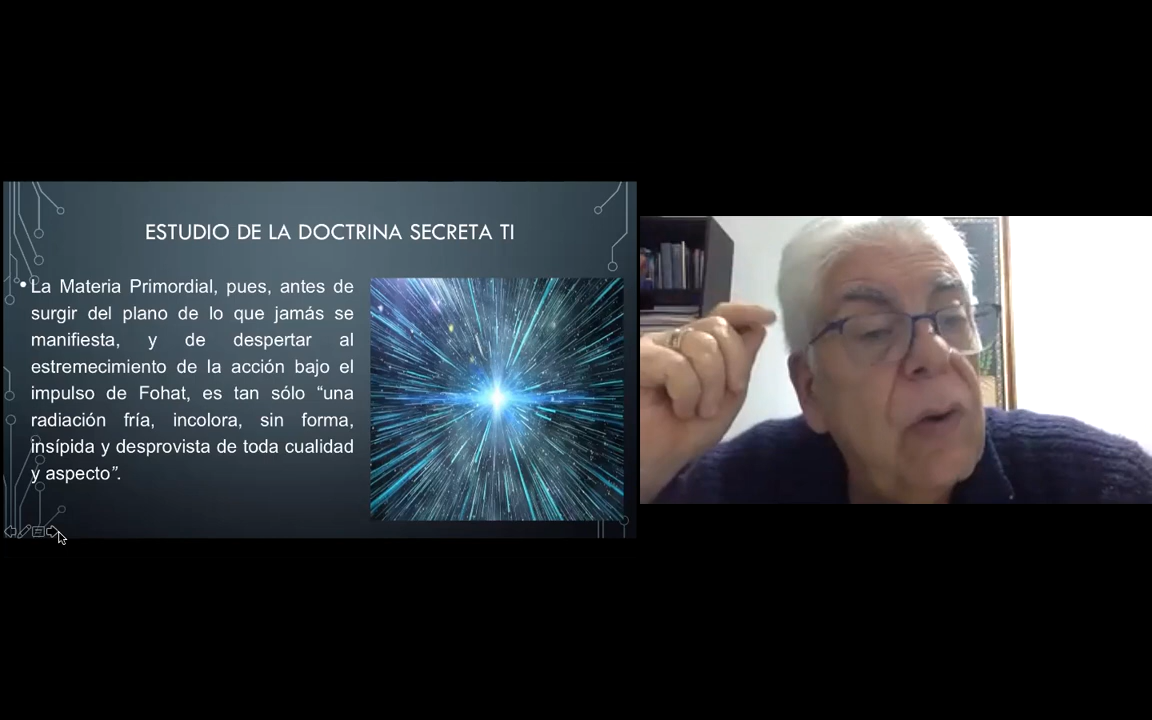 ESTUDIO DE LA DOCTRINA SECRETA TI
• La Materia Primordial, pues, antes de
surgir del plano de lo que jamás se
manifiesta, y de despertar al
estremecimiento de la acción bajo el
impulso de Fohat, es tan sólo “una
radiación fría, incolora, sin forma,
insípida y desprovista de toda cualidad
y aspecto”.